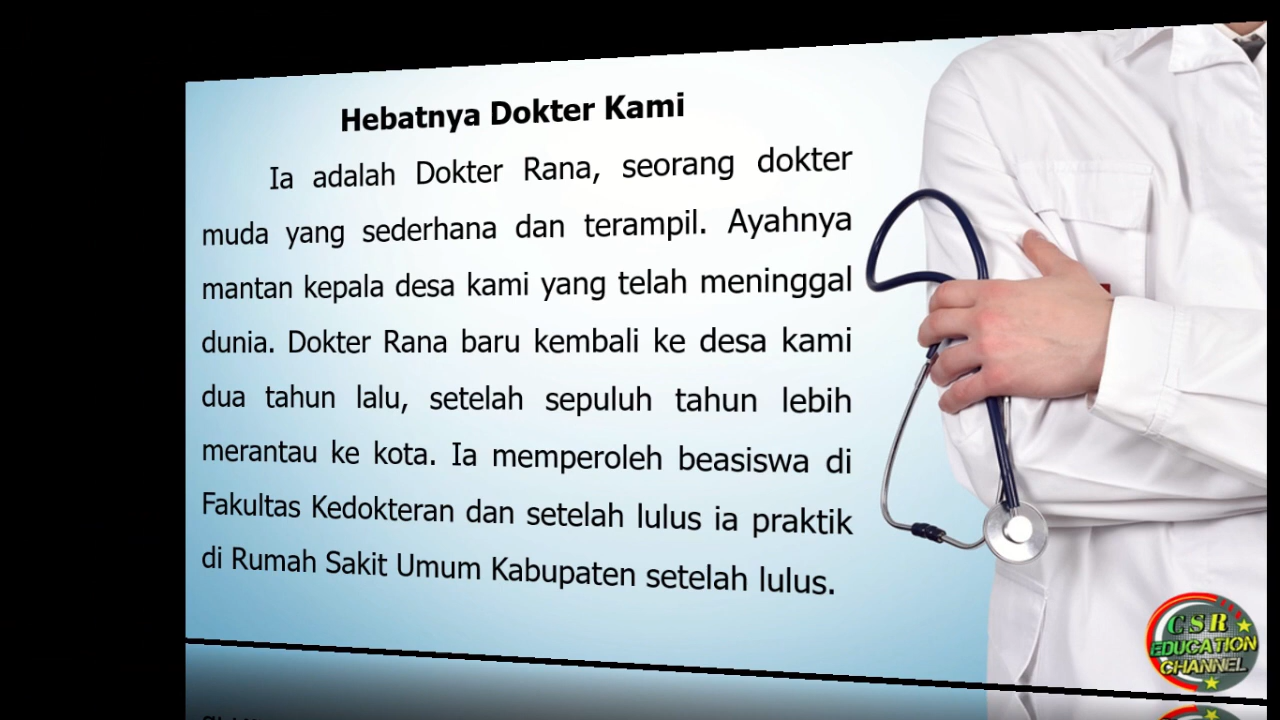 Hebatnya Dokter Kami
Ia adalah Dokter Rana, seorang dokter
muda yang sederhana dan terampil. Ayahnya
mantan kepala desa kami yang telah meninggal
dunia. Dokter Rana baru kembali ke desa kami
dua tahun lalu, setelah sepuluh tahun lebih
merantau ke kota. Ia memperoleh beasiswa di
Fakultas Kedokteran dan setelah lulus ia praktik
di Rumah Sakit Umum Kabupaten setelah lulus.
GSR
EDUCATION
CHANNEL